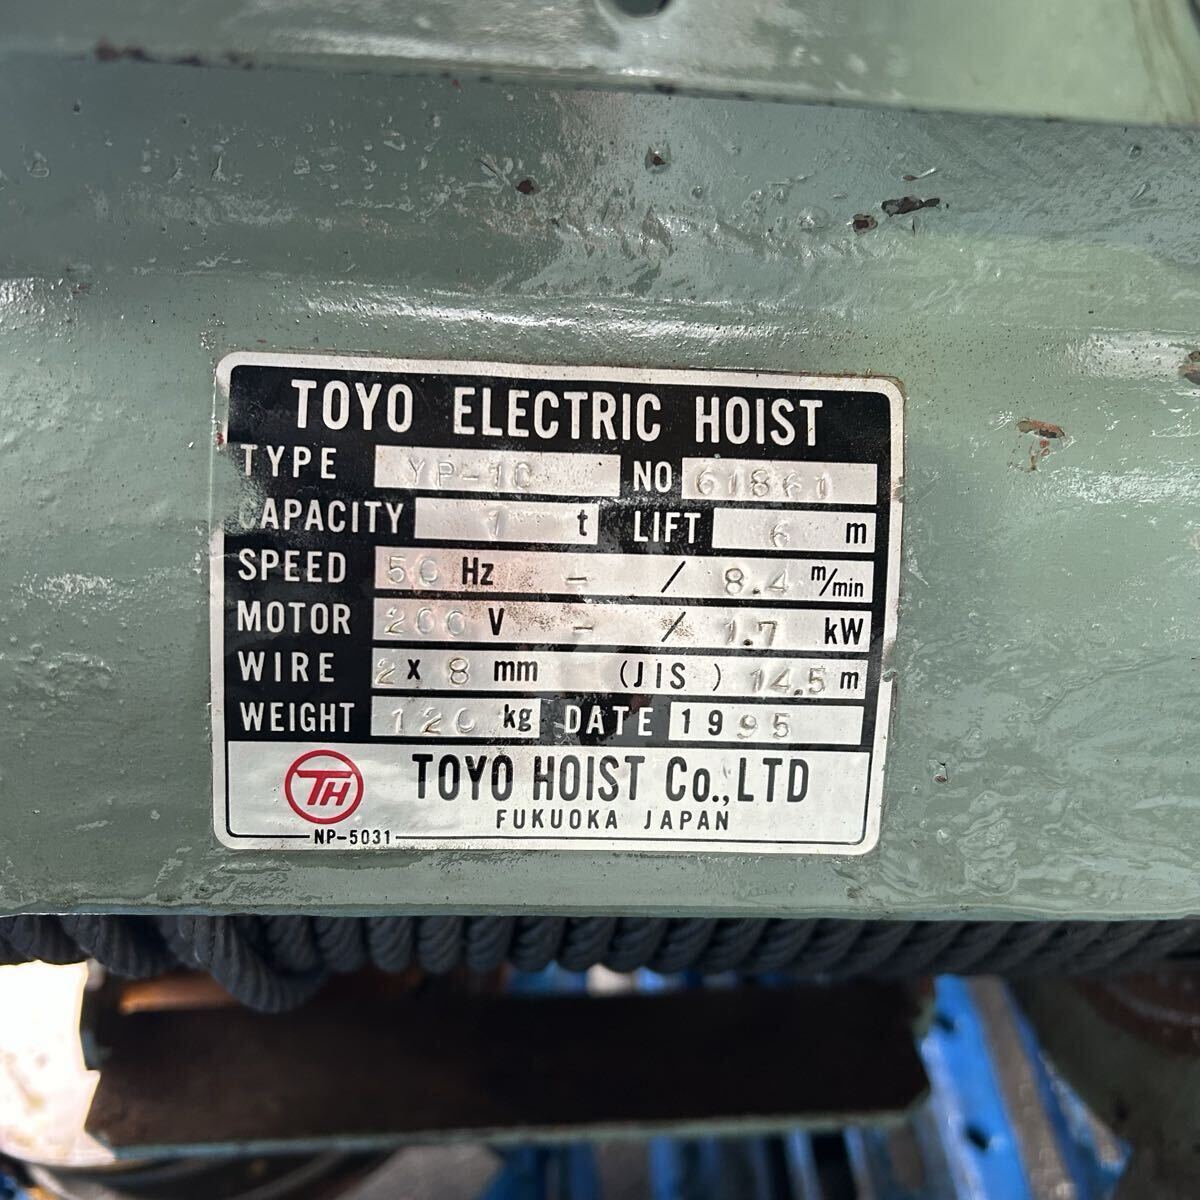 TOYO ELECTRIC HOIST
TYPE YP-10 NO 61861
CAPACITY 1 t LIFT 6 m
SPEED 50 Hz - / 8.4 m/min
MOTOR 200 V - / 1.7 kW
WIRE 2 x 8 mm (JIS) 14.5 m
WEIGHT 120 kg DATE 1995
TH TOYO HOIST Co.,LTD
FUKUOKA JAPAN
NP-5031